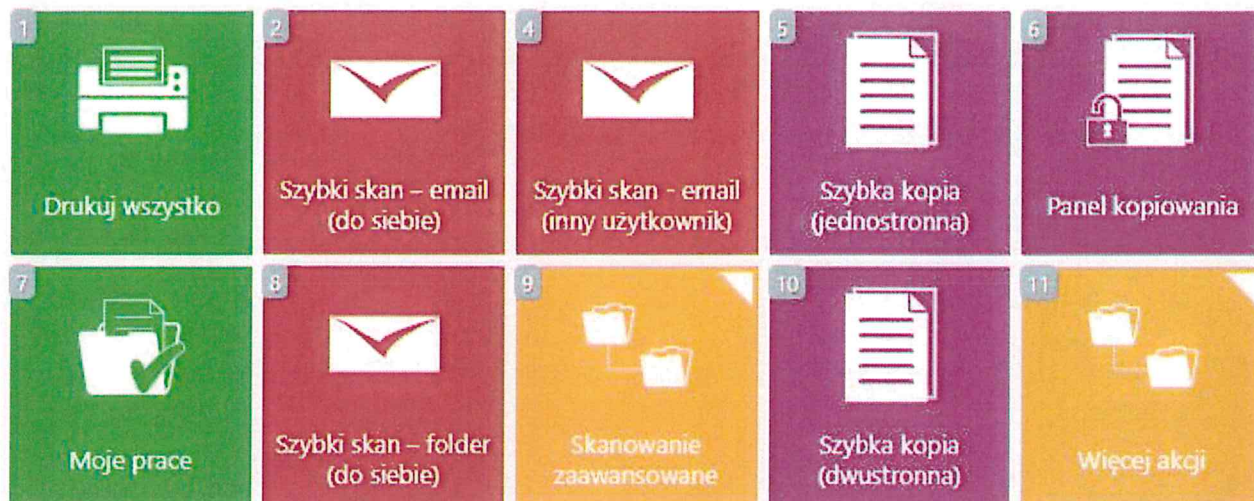 1
Drukuj wszystko
2
Szybki skan – email
(do siebie)
4
Szybki skan - email
(inny użytkownik)
5
Szybka kopia
(jednostronna)
6
Panel kopiowania
7
Moje prace
8
Szybki skan – folder
(do siebie)
9
Skanowanie
zaawansowane
10
Szybka kopia
(dwustronna)
11
Więcej akcji